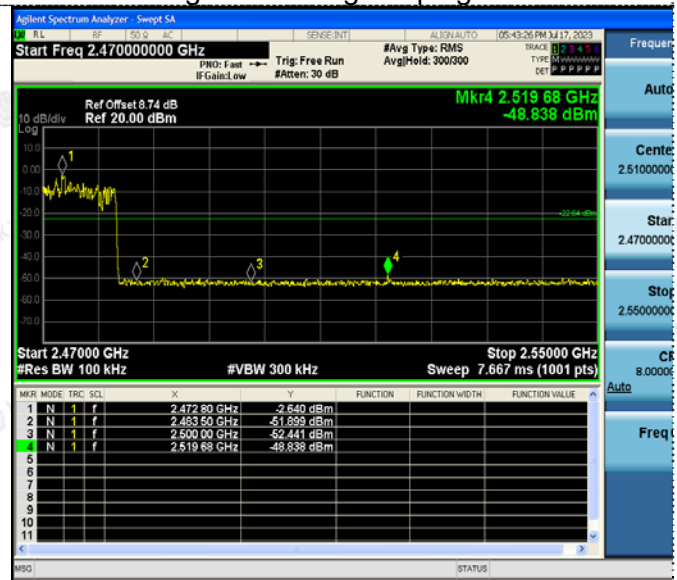 Agilent Spectrum Analyzer - Swept SA
RL RF 50 Ω AC SENSE:INT ALIGN AUTO 05:43:26 PM Jul 17, 2023
Start Freq 2.470000000 GHz
PNO: Fast
IFGain:Low
Trig: Free Run
#Atten: 30 dB
#Avg Type: RMS
Avg|Hold: 300/300
TRACE 1 2 3 4 5 6
TYPE M
DET P P P P P P
Ref Offset 8.74 dB
10 dB/div Ref 20.00 dBm
Log
Mkr4 2.519 68 GHz
-48.838 dBm
10.0
0.00
-10.0
-20.0
-30.0
-40.0
-50.0
-60.0
-70.0
-22.64 dBm
1
2
3
4
Start 2.47000 GHz Stop 2.55000 GHz
#Res BW 100 kHz #VBW 300 kHz Sweep 7.667 ms (1001 pts)
MKR MODE TRC SCL X Y FUNCTION FUNCTION WIDTH FUNCTION VALUE
1 N 1 f 2.472 80 GHz -2.640 dBm
2 N 1 f 2.483 50 GHz -51.899 dBm
3 N 1 f 2.500 00 GHz -52.441 dBm
4 N 1 f 2.519 68 GHz -48.838 dBm
5
6
7
8
9
10
11
MSG STATUS
Frequen
Auto
Cente
2.51000000
Star
2.47000000
Stop
2.55000000
CF
8.00000
Auto
Freq